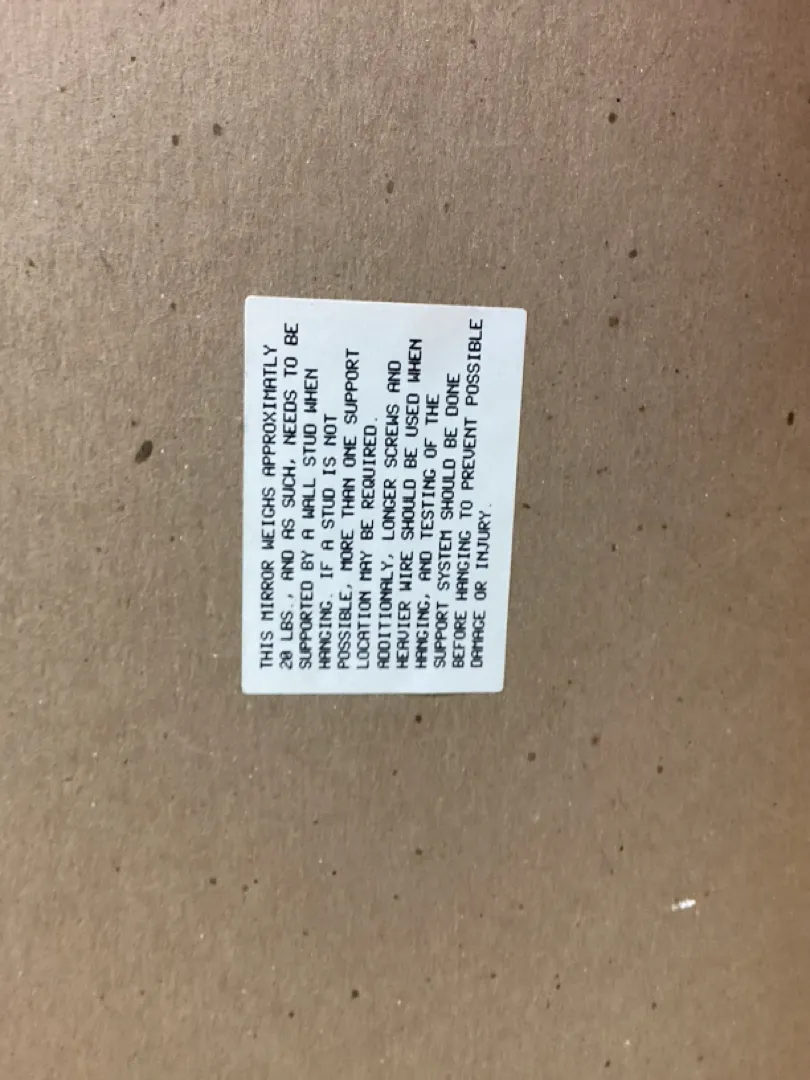 THIS MIRROR WEIGHS APPROXIMATLY
20 LBS., AND AS SUCH, NEEDS TO BE
SUPPORTED BY A WALL STUD WHEN
HANGING. IF A STUD IS NOT
POSSIBLE, MORE THAN ONE SUPPORT
LOCATION MAY BE REQUIRED.
ADDITIONALY, LONGER SCREWS AND
HEAVIER WIRE SHOULD BE USED WHEN
HANGING, AND TESTING OF THE
SUPPORT SYSTEM SHOULD BE DONE
BEFORE HANGING TO PREVENT POSSIBLE
DAMAGE OR INJURY.